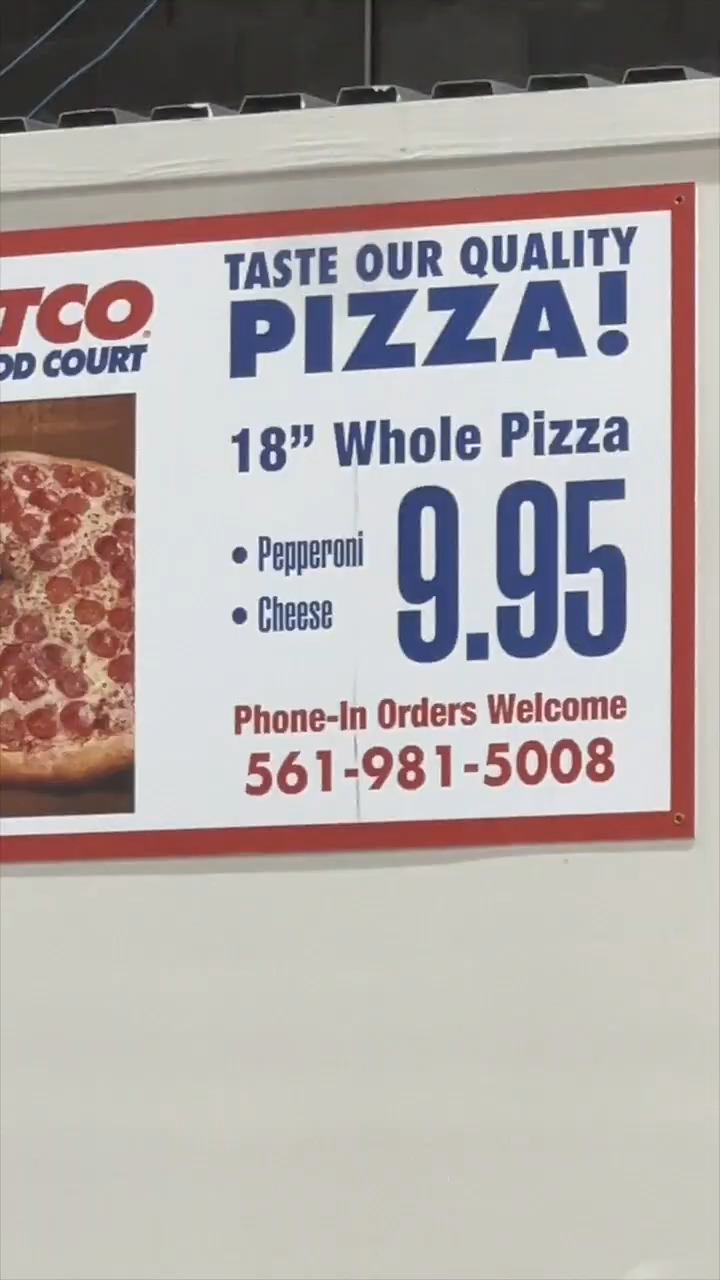 TCO
OD COURT
TASTE OUR QUALITY
PIZZA!
18” Whole Pizza
• Pepperoni
• Cheese
9.95
Phone-In Orders Welcome
561-981-5008